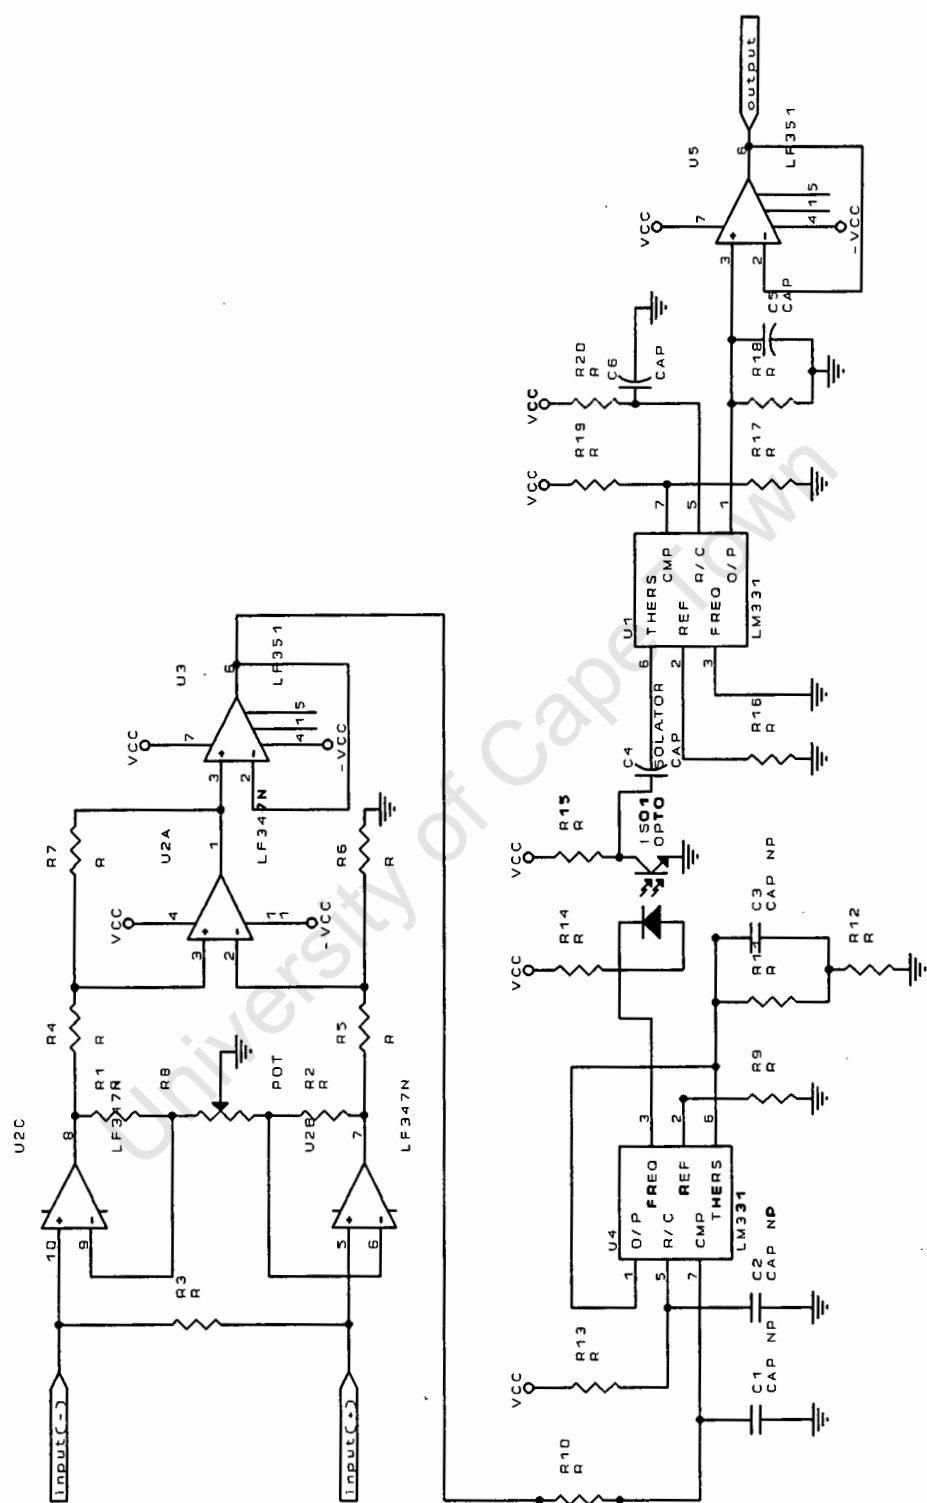 input(-)
input(+)
R3
R
10
9
5
6
U2C
8
LF347N
R1
R
R8
POT
R2
R
U2B
7
LF347N
R4
R
R5
R
3
2
VCC
4
11
-VCC
U2A
1
LF347N
R7
R
R6
R
3
2
VCC
7
4
1
5
-VCC
U3
6
LF351
R10
R
C1
CAP NP
VCC
R13
R
C2
CAP NP
1
5
7
U4
O/P
R/C
CMP
FREQ
REF
THERS
LM331
3
2
6
R9
R
R11
R
C3
CAP NP
R12
R
VCC
R14
R
VCC
R15
R
ISO1
OPTO ISOLATOR
C4
CAP
6
2
3
R16
R
U1
THERS
REF
FREQ
CMP
R/C
O/P
LM331
7
5
1
VCC
R19
R
R17
R
VCC
R20
R
C6
CAP
R18
R
C5
CAP
3
2
VCC
7
4
1
5
-VCC
U5
6
LF351
output
University of Cape Town